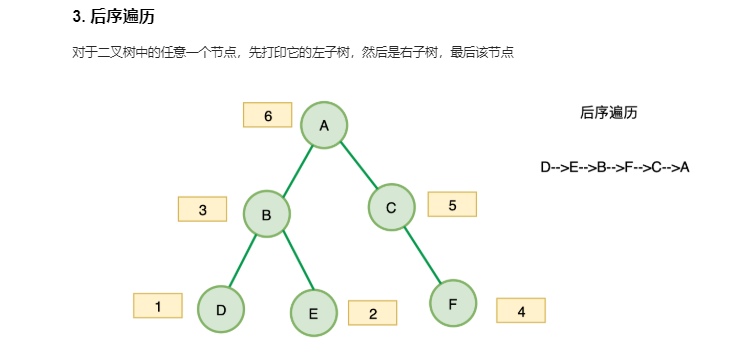 3. 后序遍历
对于二叉树中的任意一个节点，先打印它的左子树，然后是右子树，最后该节点
6
A
后序遍历
D-->E-->B-->F-->C-->A
3
B
C
5
1
D
E
2
F
4